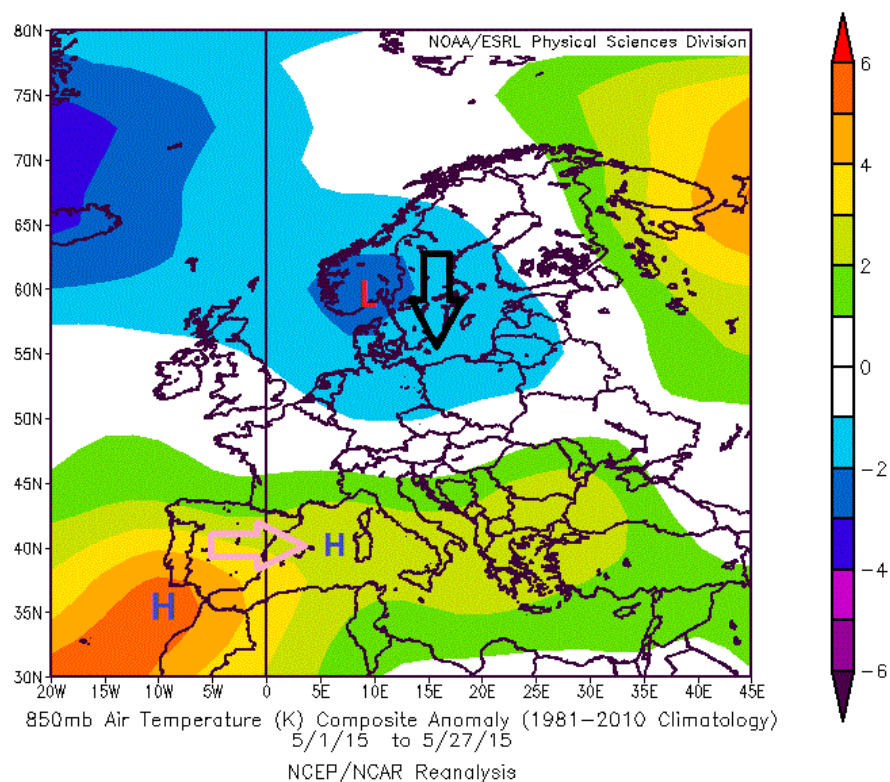 NOAA/ESRL Physical Sciences Division
80N
75N
70N
65N
60N
55N
50N
45N
40N
35N
30N
L
H
H
20W 15W 10W 5W 0 5E 10E 15E 20E 25E 30E 35E 40E 45E
6
4
2
0
-2
-4
-6
850mb Air Temperature (K) Composite Anomaly (1981-2010 Climatology)
5/1/15 to 5/27/15
NCEP/NCAR Reanalysis